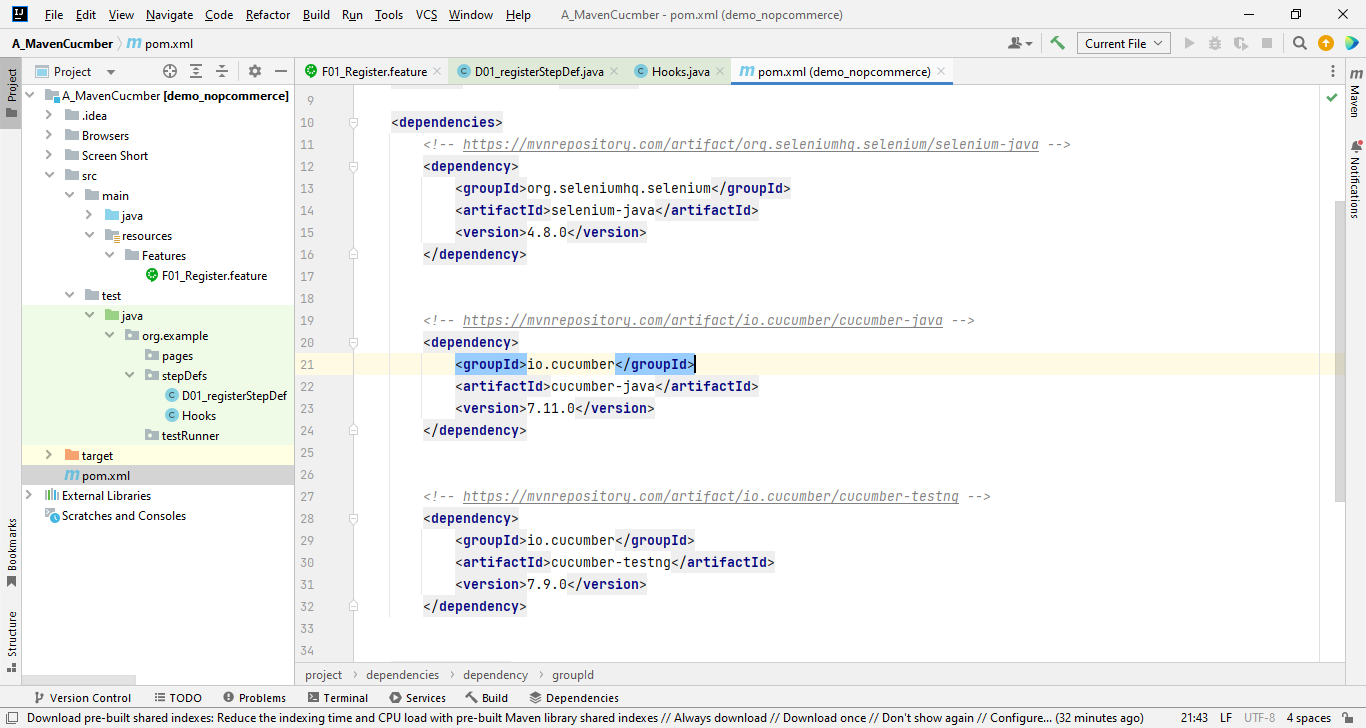 File Edit View Navigate Code Refactor Build Run Tools VCS Window Help A_MavenCucmber - pom.xml (demo_nopcommerce)
A_MavenCucmber m pom.xml Current File
Project F01_Register.feature D01_registerStepDef.java Hooks.java m pom.xml (demo_nopcommerce)
Project
Bookmarks
Structure
A_MavenCucmber [demo_nopcommerce]
.idea
Browsers
Screen Short
src
main
java
resources
Features
F01_Register.feature
test
java
org.example
pages
stepDefs
D01_registerStepDef
Hooks
testRunner
target
m pom.xml
External Libraries
Scratches and Consoles
9
10 <dependencies>
11 <!-- https://mvnrepository.com/artifact/org.seleniumhq.selenium/selenium-java -->
12 <dependency>
13 <groupId>org.seleniumhq.selenium</groupId>
14 <artifactId>selenium-java</artifactId>
15 <version>4.8.0</version>
16 </dependency>
17
18
19 <!-- https://mvnrepository.com/artifact/io.cucumber/cucumber-java -->
20 <dependency>
21 <groupId>io.cucumber</groupId>
22 <artifactId>cucumber-java</artifactId>
23 <version>7.11.0</version>
24 </dependency>
25
26
27 <!-- https://mvnrepository.com/artifact/io.cucumber/cucumber-testng -->
28 <dependency>
29 <groupId>io.cucumber</groupId>
30 <artifactId>cucumber-testng</artifactId>
31 <version>7.9.0</version>
32 </dependency>
33
34
m Maven
Notifications
project dependencies dependency groupId
Version Control TODO Problems Terminal Services Build Dependencies
Download pre-built shared indexes: Reduce the indexing time and CPU load with pre-built Maven library shared indexes // Always download // Download once // Don't show again // Configure... (32 minutes ago) 21:43 LF UTF-8 4 spaces